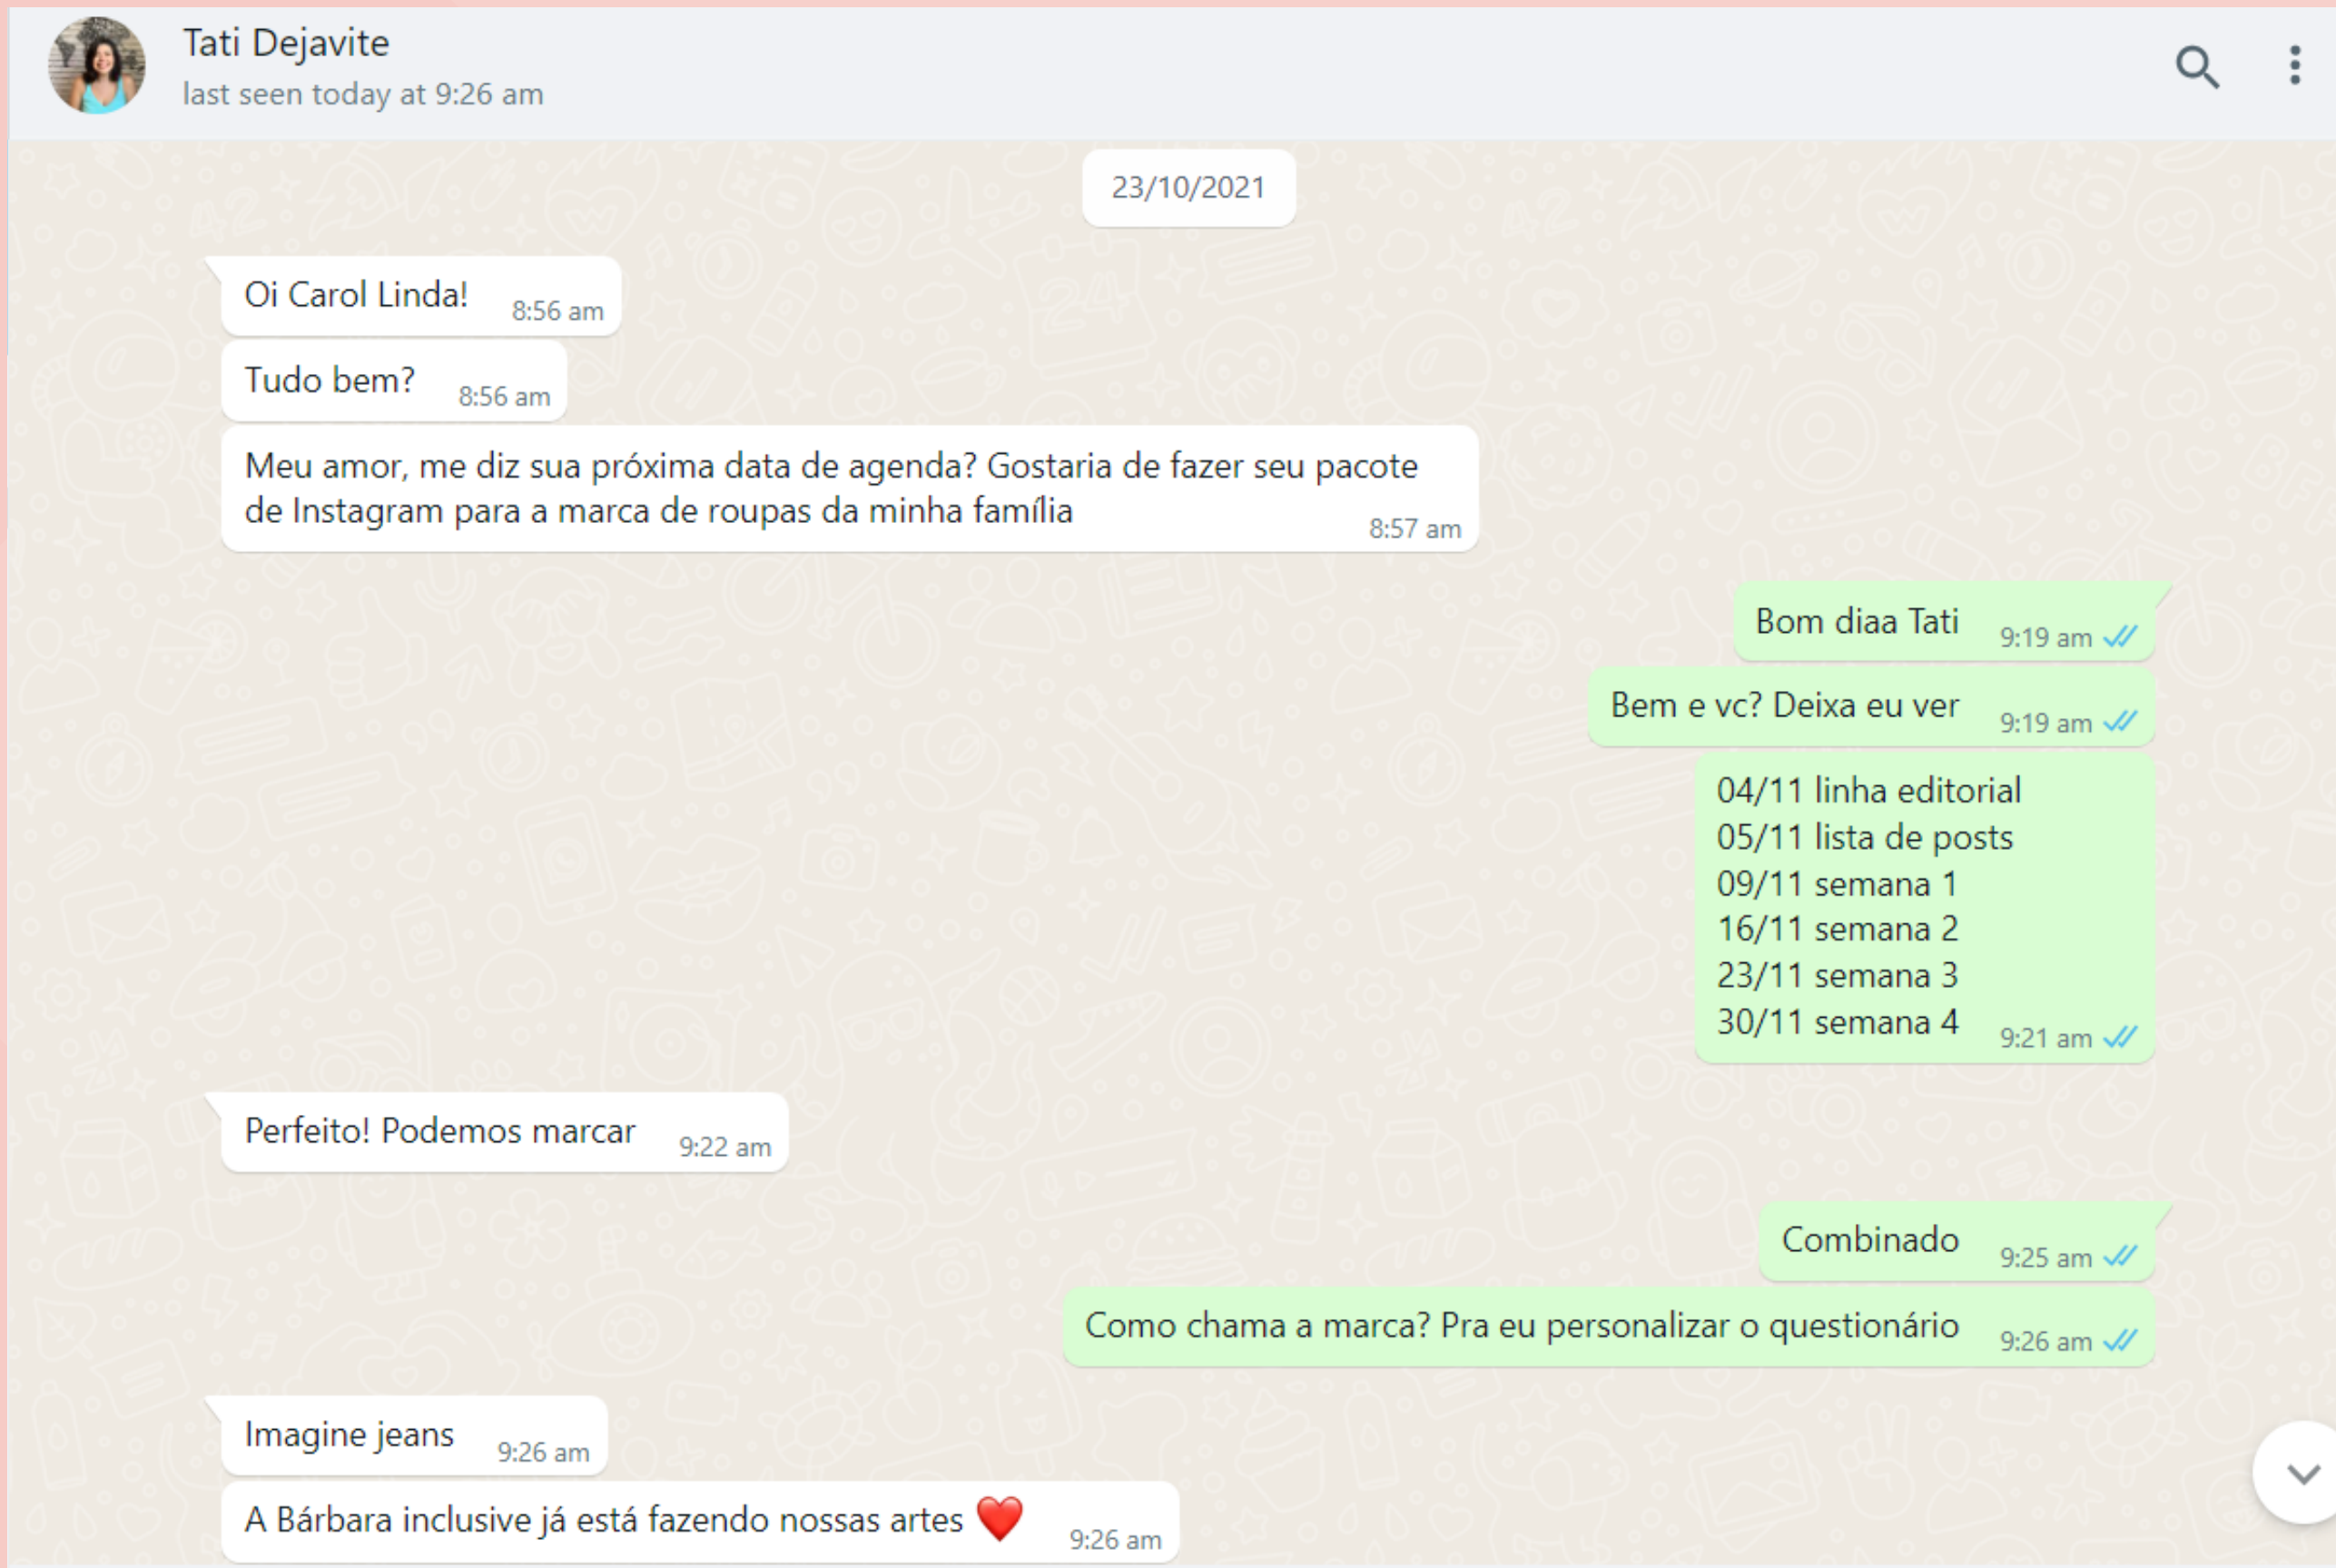 Tati Dejavite
last seen today at 9:26 am
23/10/2021
Oi Carol Linda!
8:56 am
Tudo bem?
8:56 am
Meu amor, me diz sua próxima data de agenda? Gostaria de fazer seu pacote
de Instagram para a marca de roupas da minha família
8:57 am
Bom diaa Tati
9:19 am
Bem e vc? Deixa eu ver
9:19 am
04/11 linha editorial
05/11 lista de posts
09/11 semana 1
16/11 semana 2
23/11 semana 3
30/11 semana 4
9:21 am
Perfeito! Podemos marcar
9:22 am
Combinado
9:25 am
Como chama a marca? Pra eu personalizar o questionário
9:26 am
Imagine jeans
9:26 am
A Bárbara inclusive já está fazendo nossas artes ❤️
9:26 am